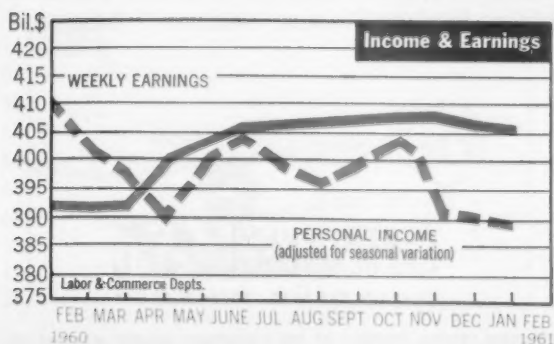 Bil.$
Income & Earnings
420
415
WEEKLY EARNINGS
410
405
400
395
390
385
PERSONAL INCOME
(adjusted for seasonal variation)
380
375
Labor & Commerce Depts.
FEB MAR APR MAY JUNE JUL AUG SEPT OCT NOV DEC JAN FEB
1960 1961